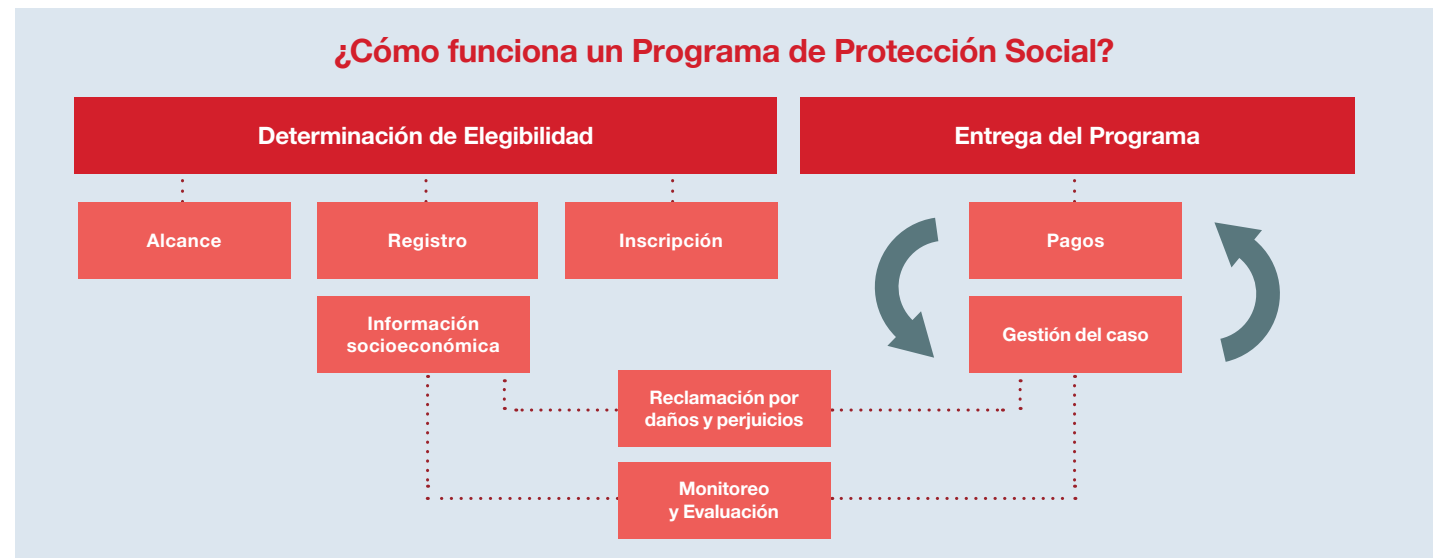 ¿Cómo funciona un Programa de Protección Social?
Determinación de Elegibilidad
Entrega del Programa
Alcance
Registro
Inscripción
Pagos
Información
socioeconómica
Gestión del caso
Reclamación por
daños y perjuicios
Monitoreo
y Evaluación